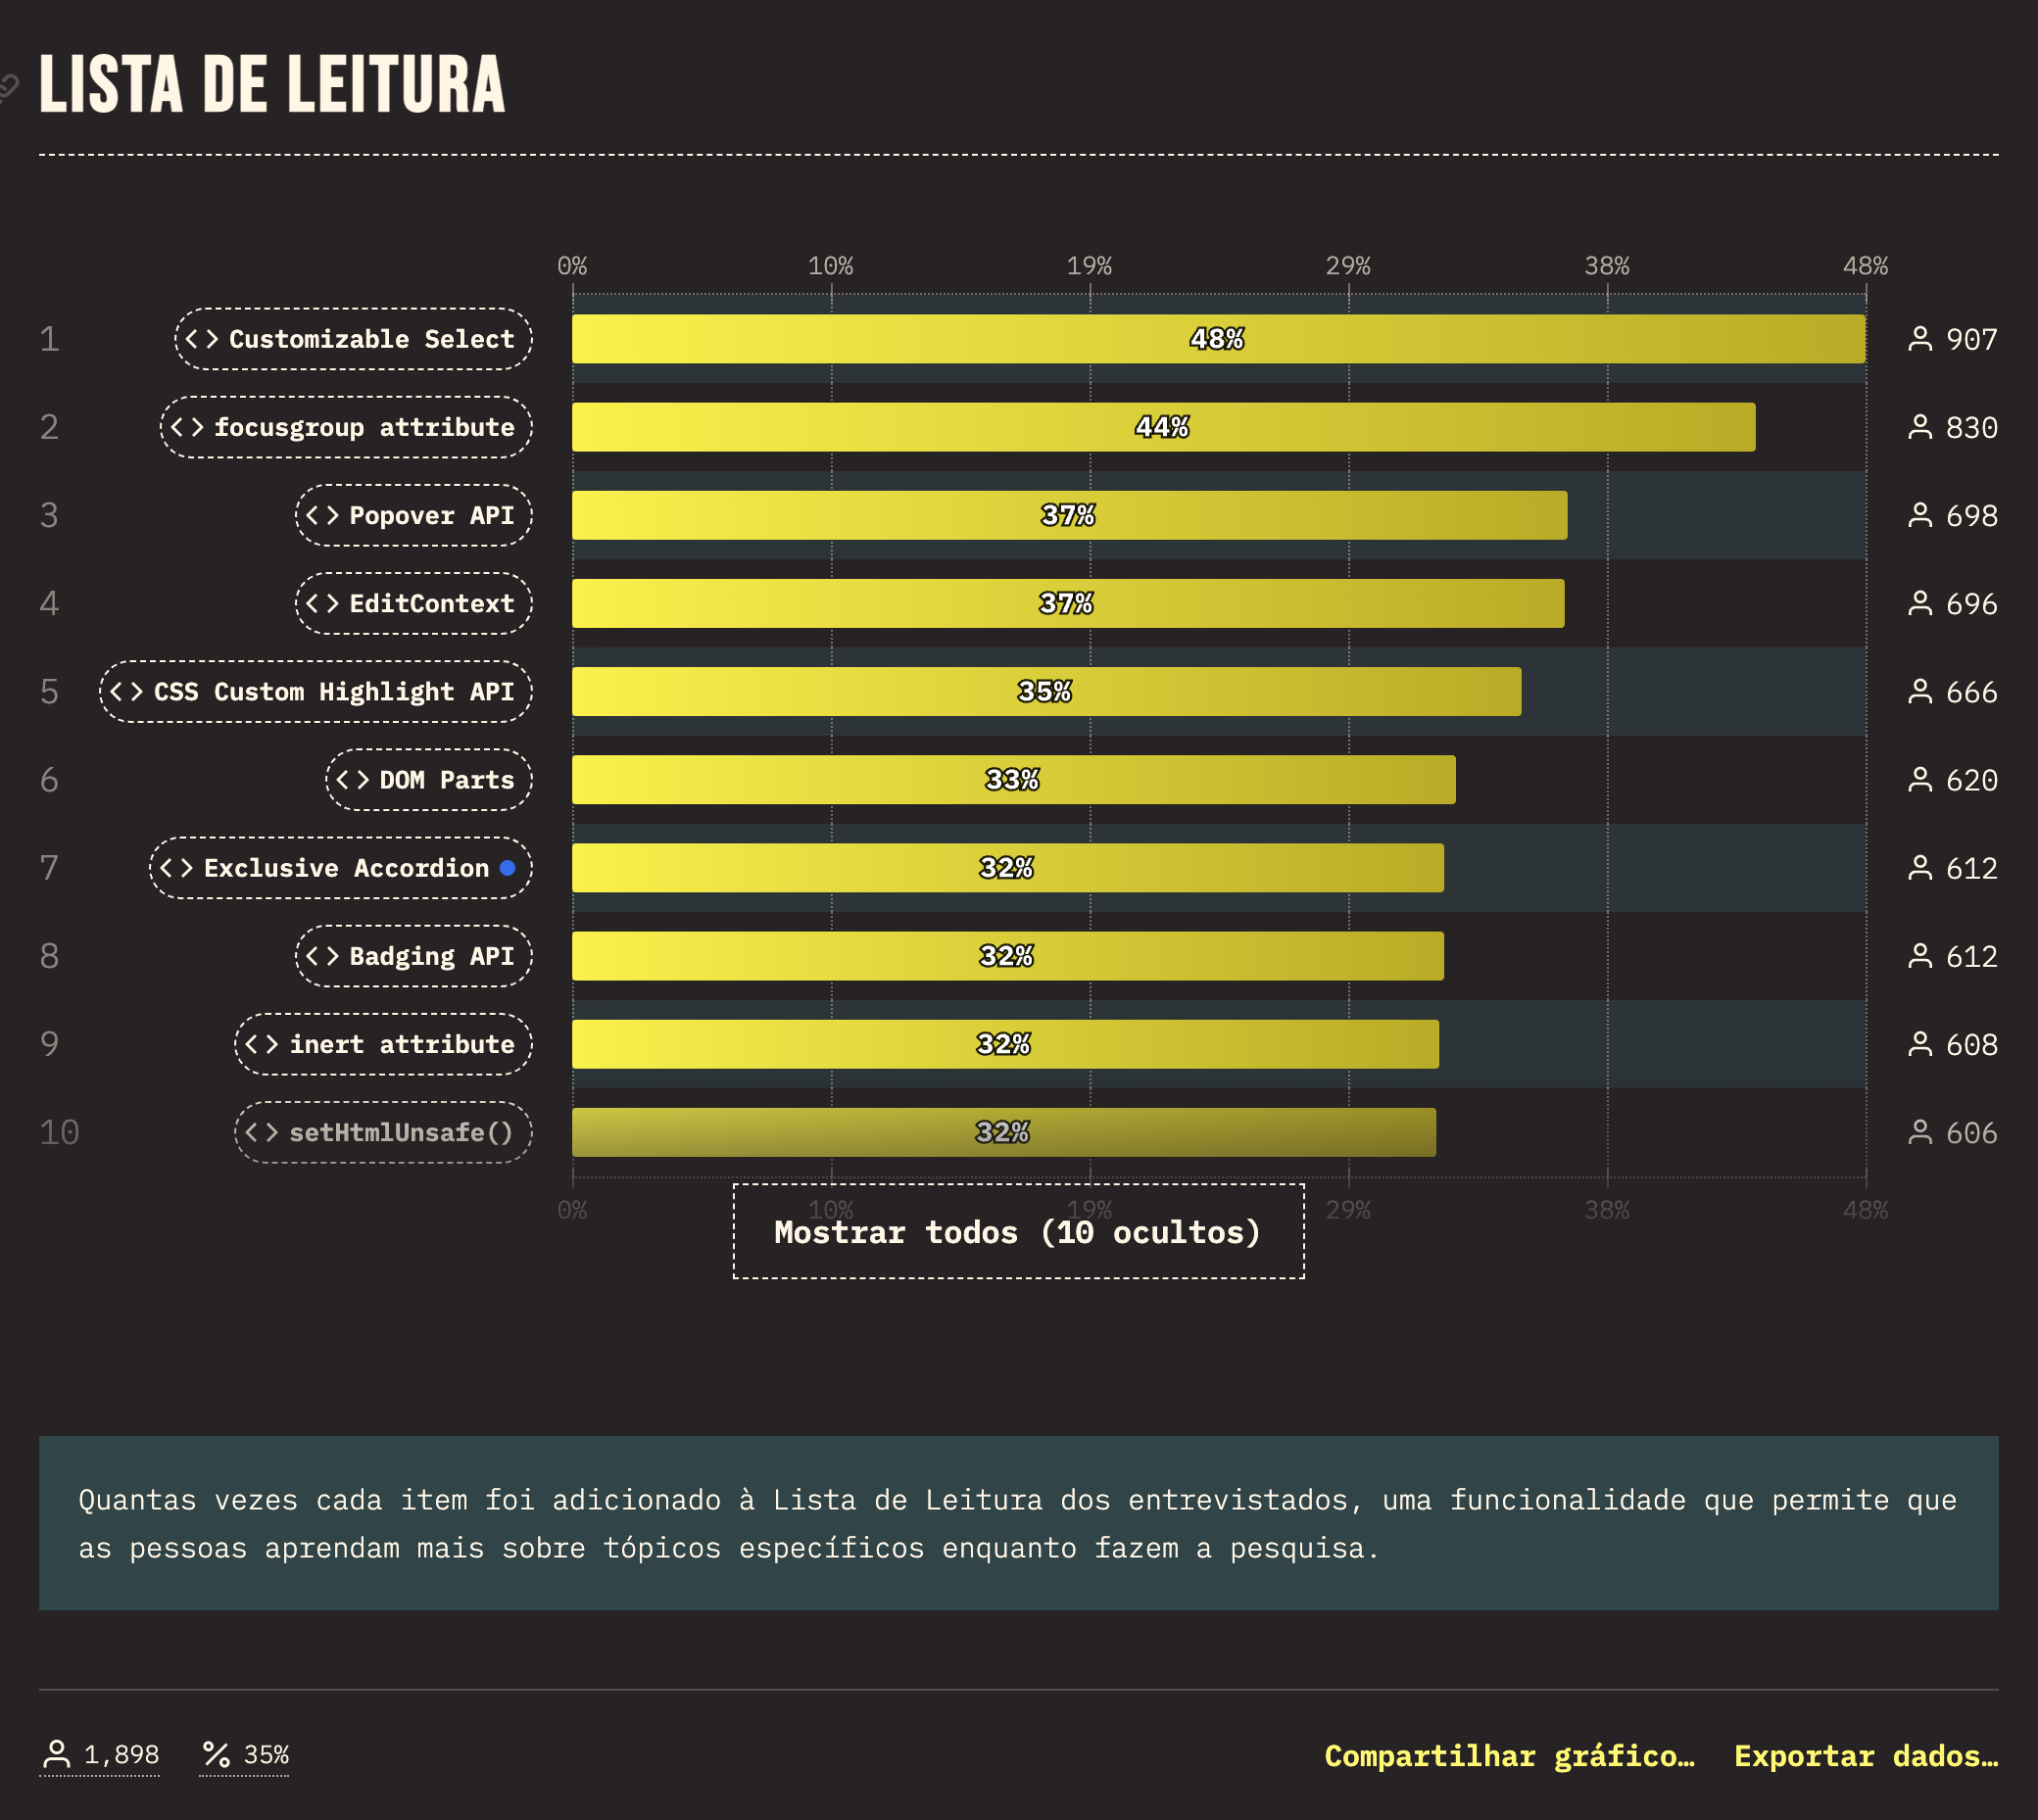 LISTA DE LEITURA
0% 10% 19% 29% 38% 48%
1 <> Customizable Select 48% 907
2 <> focusgroup attribute 44% 830
3 <> Popover API 37% 698
4 <> EditContext 37% 696
5 <> CSS Custom Highlight API 35% 666
6 <> DOM Parts 33% 620
7 <> Exclusive Accordion 32% 612
8 <> Badging API 32% 612
9 <> inert attribute 32% 608
10 <> setHtmlUnsafe() 32% 606
0% 10% 19% 29% 38% 48%
Mostrar todos (10 ocultos)
Quantas vezes cada item foi adicionado à Lista de Leitura dos entrevistados, uma funcionalidade que permite que
as pessoas aprendam mais sobre tópicos específicos enquanto fazem a pesquisa.
1,898 % 35% Compartilhar gráfico… Exportar dados…